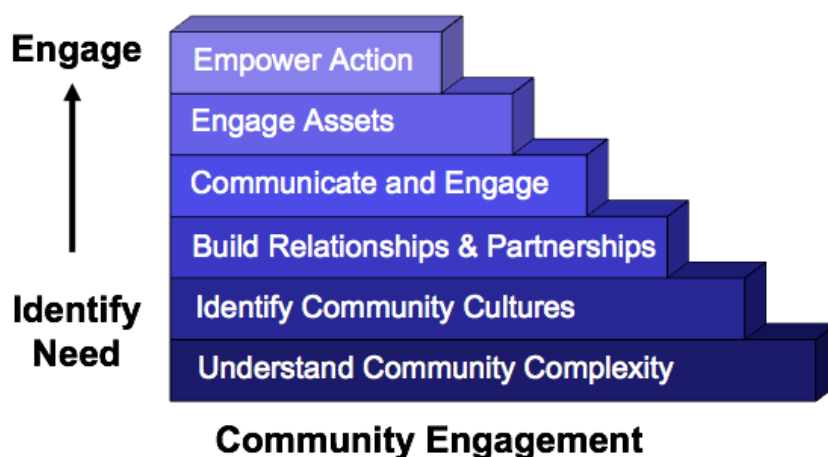 Engage
Empower Action
Engage Assets
Communicate and Engage
Build Relationships & Partnerships
Identify
Need
Identify Community Cultures
Understand Community Complexity
Community Engagement